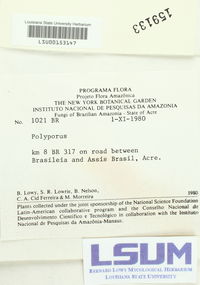 Louisiana State University Herbarium
LSU00153147
159133
PROGRAMA FLORA
Projeto Flora Amazônica
THE NEW YORK BOTANICAL GARDEN
INSTITUTO NACIONAL DE PESQUISAS DA AMAZONIA
Fungi of Brazilian Amazonia - State of Acre
No. 1021 BR 1-XI-1980
Polyporus
km 8 BR 317 on road between
Brasileia and Assis Brasil, Acre.
B. Lowy, S. R. Lowrie, B. Nelson, 1980
C. A. Cid Ferreira & M. Morreira
Plants collected under the joint sponsorship of the National Science Foundation
Latin-American collaborative program and the Conselho Nacional de
Desenvolvimento Cientifico e Tecnológico in collaboration with the Instituto
Nacional de Pesquisas da Amazônia-Manaus.
LSUM
BERNARD LOWY MYCOLOGICAL HERBARIUM
LOUISIANA STATE UNIVERSITY